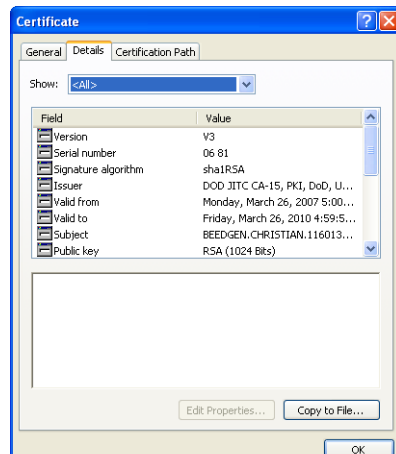 Certificate
General Details Certification Path
Show: <All>
Field Value
Version V3
Serial number 06 81
Signature algorithm sha1RSA
Issuer DOD JITC CA-15, PKI, DoD, U...
Valid from Monday, March 26, 2007 5:00...
Valid to Friday, March 26, 2010 4:59:5...
Subject BEEDGEN.CHRISTIAN.116013...
Public key RSA (1024 Bits)
Edit Properties... Copy to File...
OK